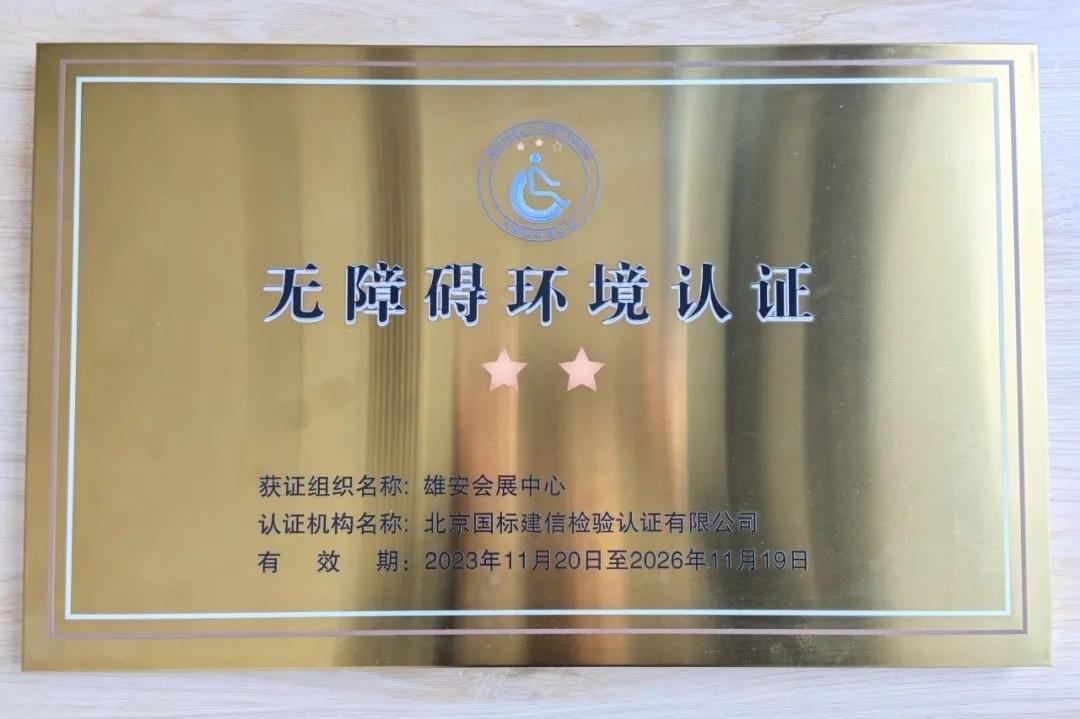 无障碍环境认证
获证组织名称：雄安会展中心
认证机构名称：北京国标建信检验认证有限公司
有效期：2023年11月20日至2026年11月19日